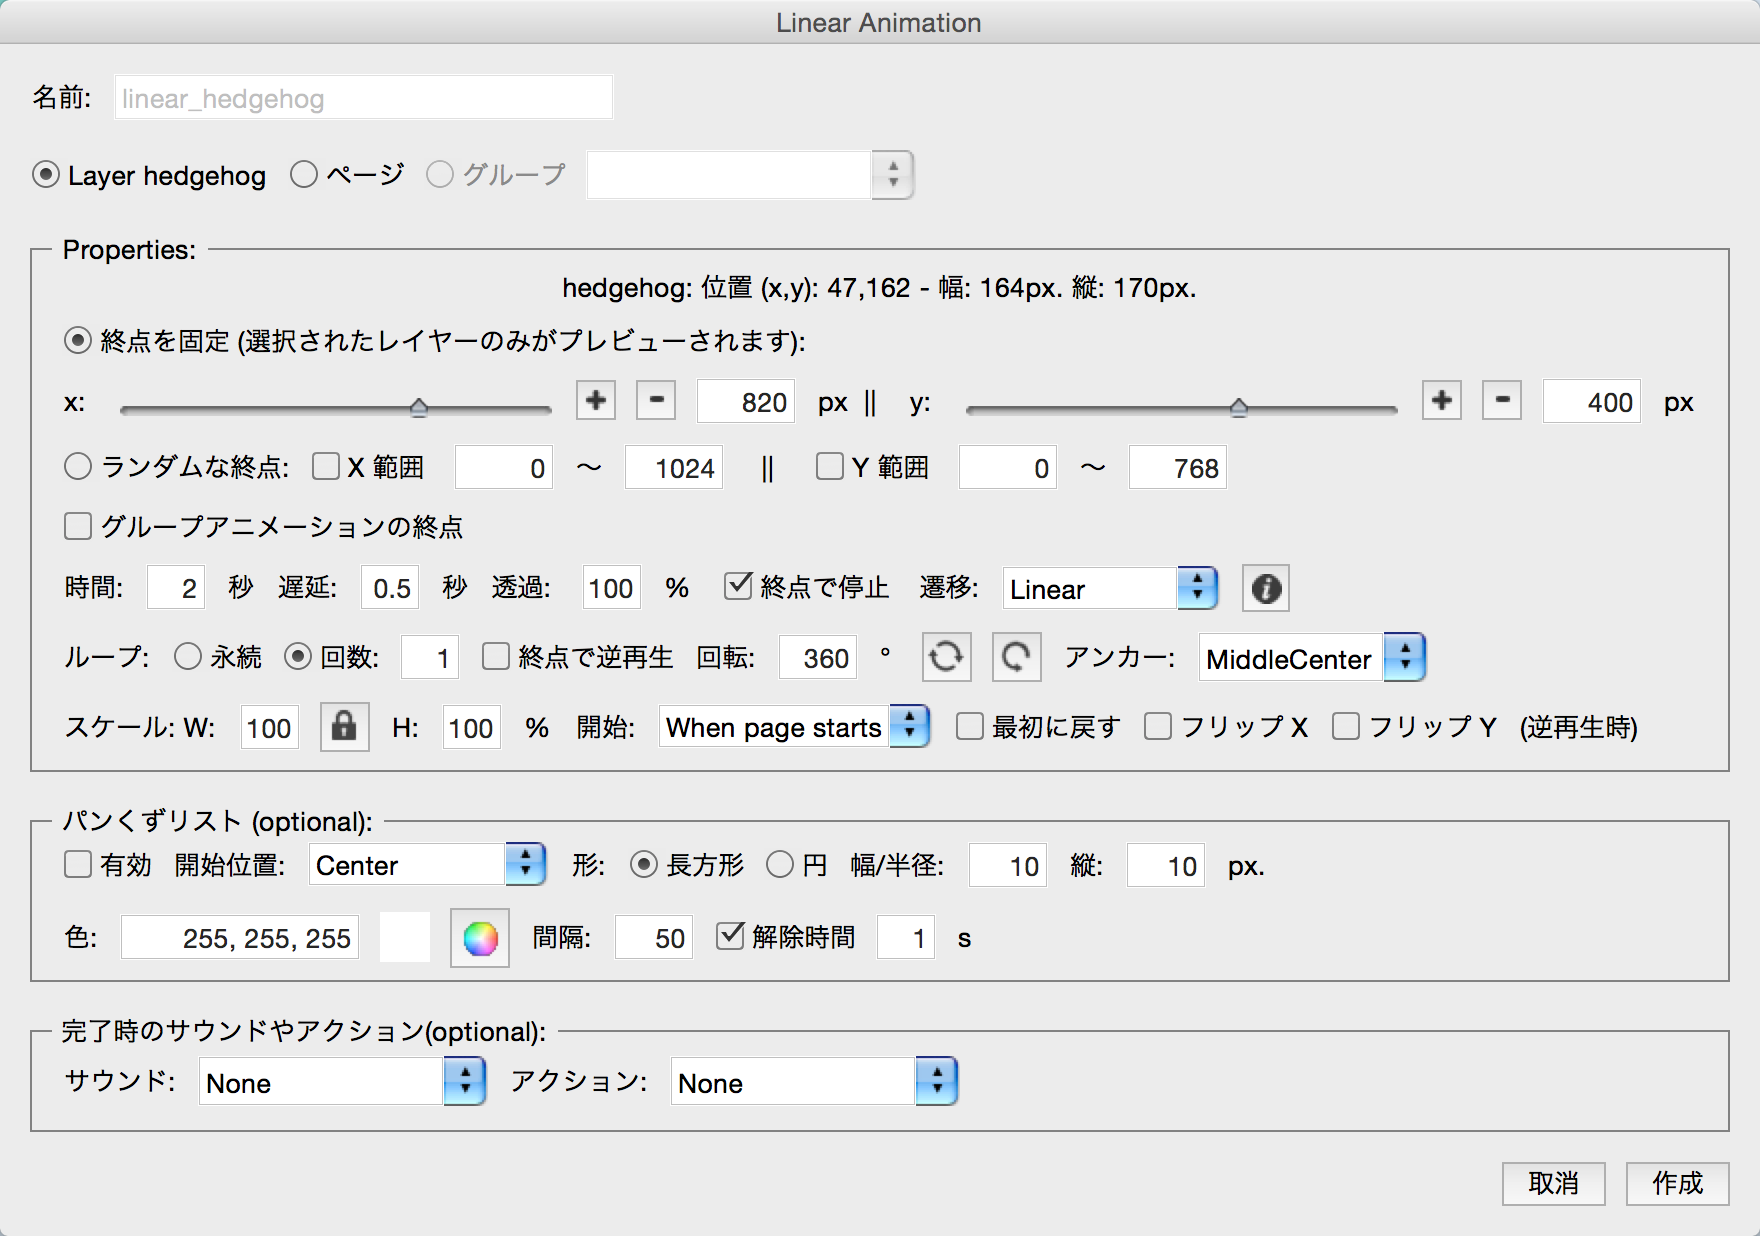 Linear Animation
名前: linear_hedgehog
Layer hedgehog ページ グループ
Properties:
hedgehog: 位置 (x,y): 47,162 - 幅: 164px. 縦: 170px.
終点を固定 (選択されたレイヤーのみがプレビューされます):
x: + - 820 px || y: + - 400 px
ランダムな終点: X 範囲 0 ～ 1024 || Y 範囲 0 ～ 768
グループアニメーションの終点
時間: 2 秒 遅延: 0.5 秒 透過: 100 % 終点で停止 遷移: Linear i
ループ: 永続 回数: 1 終点で逆再生 回転: 360 ° アンカー: MiddleCenter
スケール: W: 100 H: 100 % 開始: When page starts 最初に戻す フリップ X フリップ Y (逆再生時)
パンくずリスト (optional):
有効 開始位置: Center 形: 長方形 円 幅/半径: 10 縦: 10 px.
色: 255, 255, 255 間隔: 50 解除時間 1 s
完了時のサウンドやアクション(optional):
サウンド: None アクション: None
取消 作成